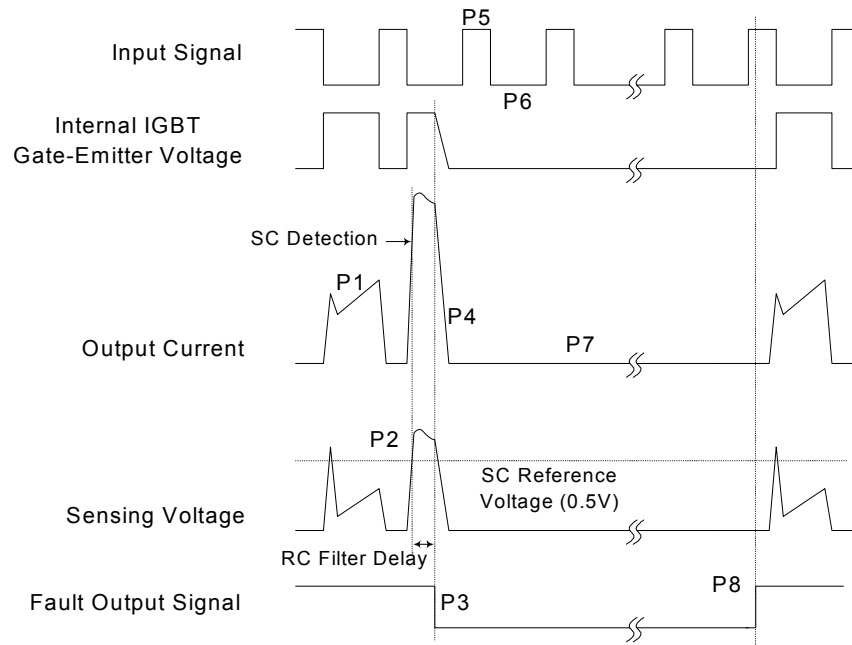 P5
Input Signal
P6
Internal IGBT
Gate-Emitter Voltage
SC Detection
P1
P4
Output Current
P7
P2
SC Reference
Voltage (0.5V)
Sensing Voltage
RC Filter Delay
P8
Fault Output Signal
P3